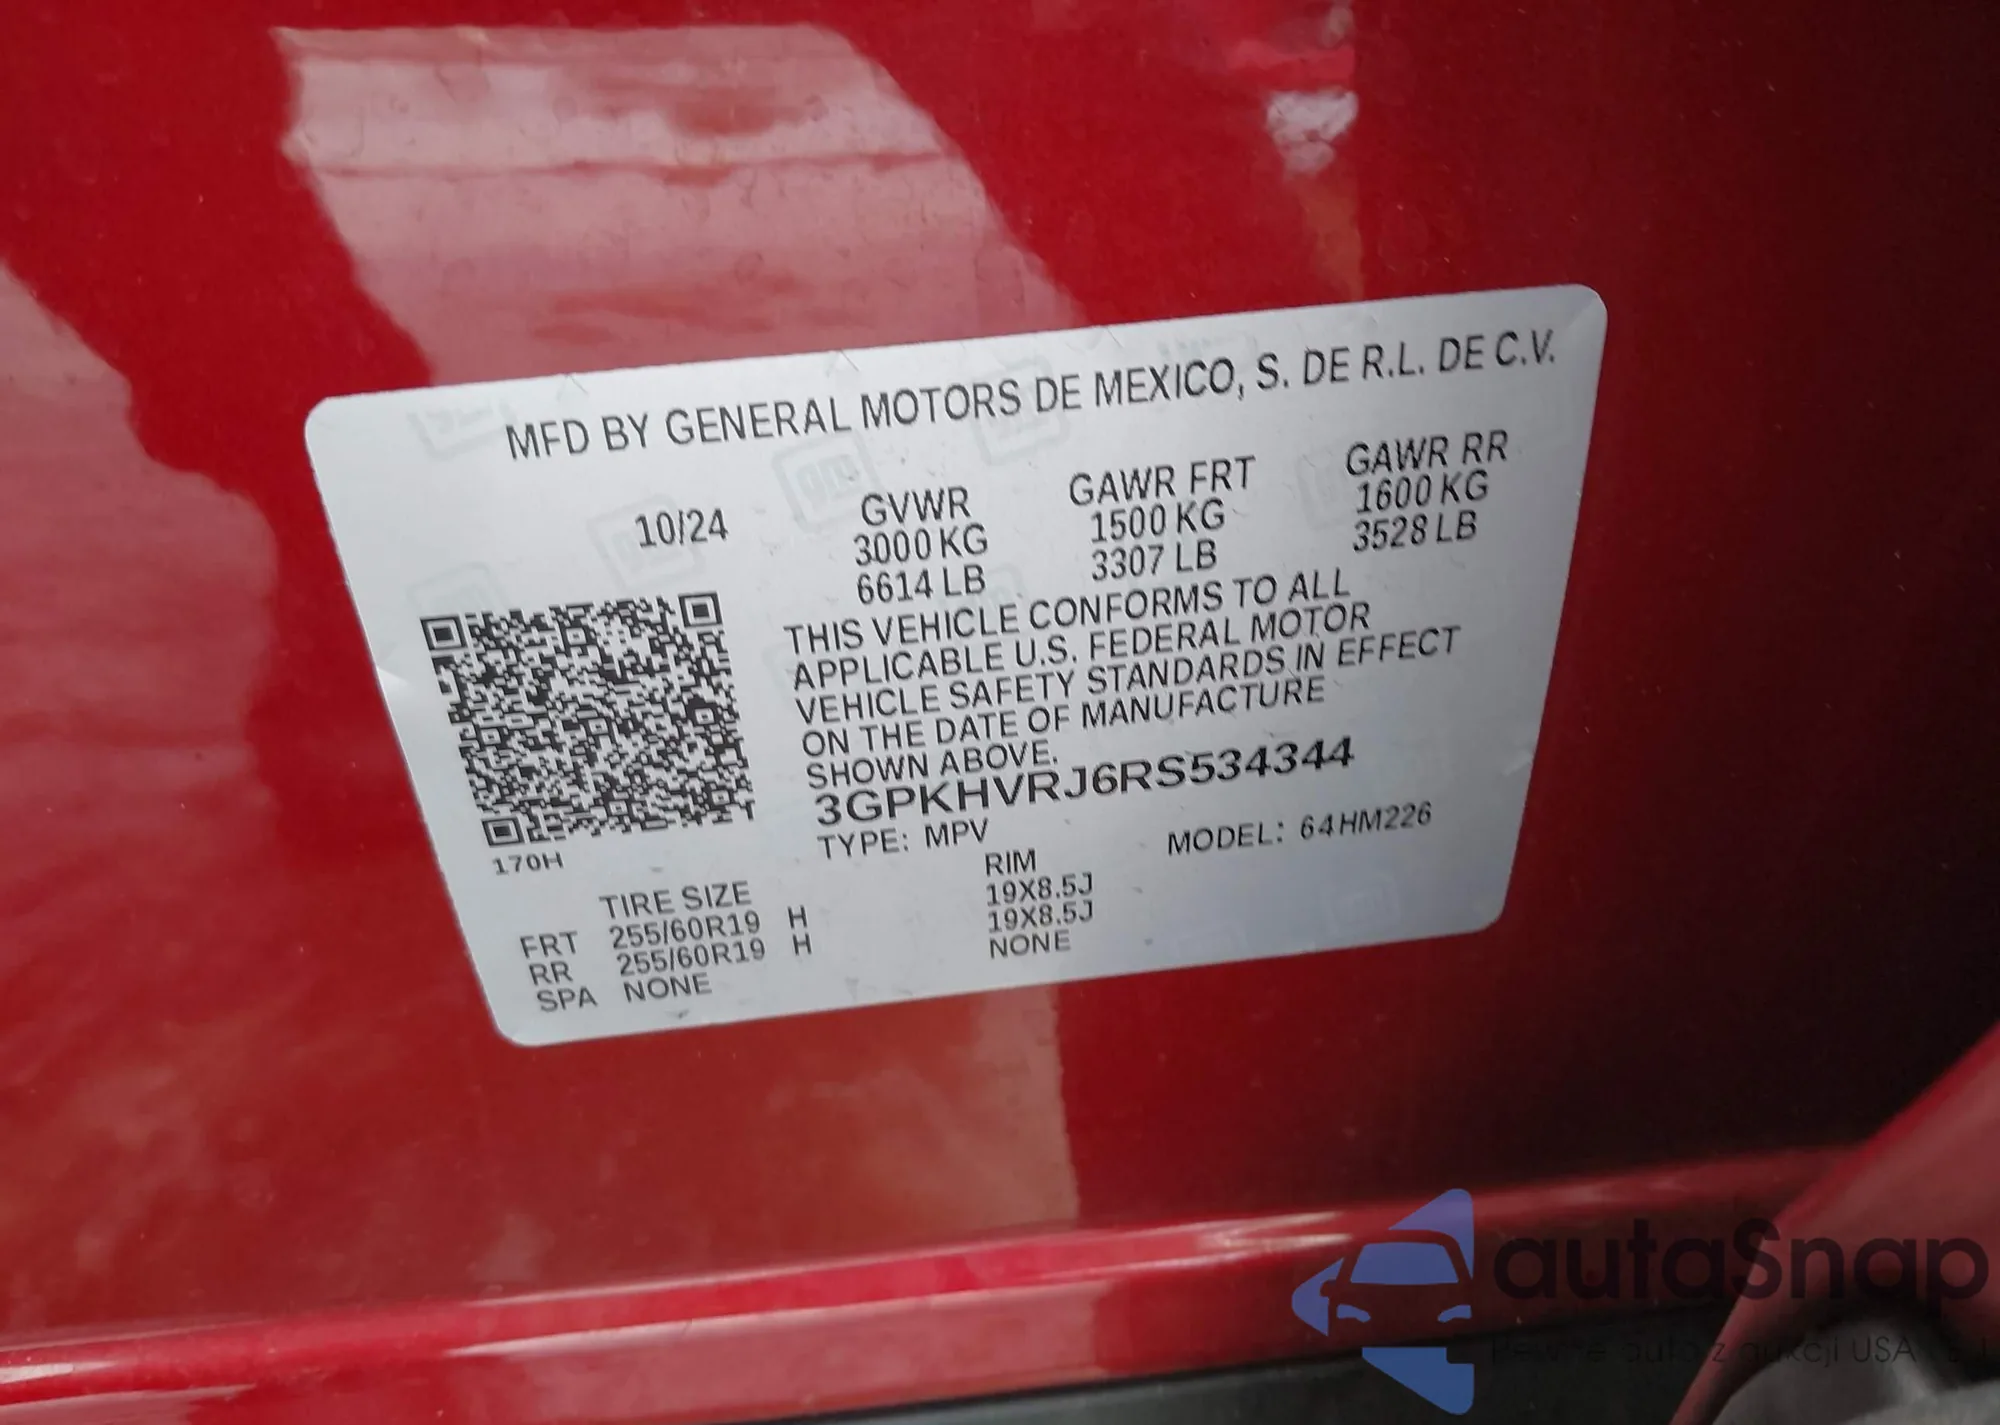 MFD BY GENERAL MOTORS DE MEXICO, S. DE R.L. DE C.V.
10/24 GVWR GAWR FRT GAWR RR
3000 KG 1500 KG 1600 KG
6614 LB 3307 LB 3528 LB
THIS VEHICLE CONFORMS TO ALL
APPLICABLE U.S. FEDERAL MOTOR
VEHICLE SAFETY STANDARDS IN EFFECT
ON THE DATE OF MANUFACTURE
SHOWN ABOVE.
3GPKHVRJ6RS534344
TYPE: MPV MODEL: 64HM226
170H
TIRE SIZE RIM
FRT 255/60R19 H 19X8.5J
RR 255/60R19 H 19X8.5J
SPA NONE NONE
autaSnap
auto z aukcji USA